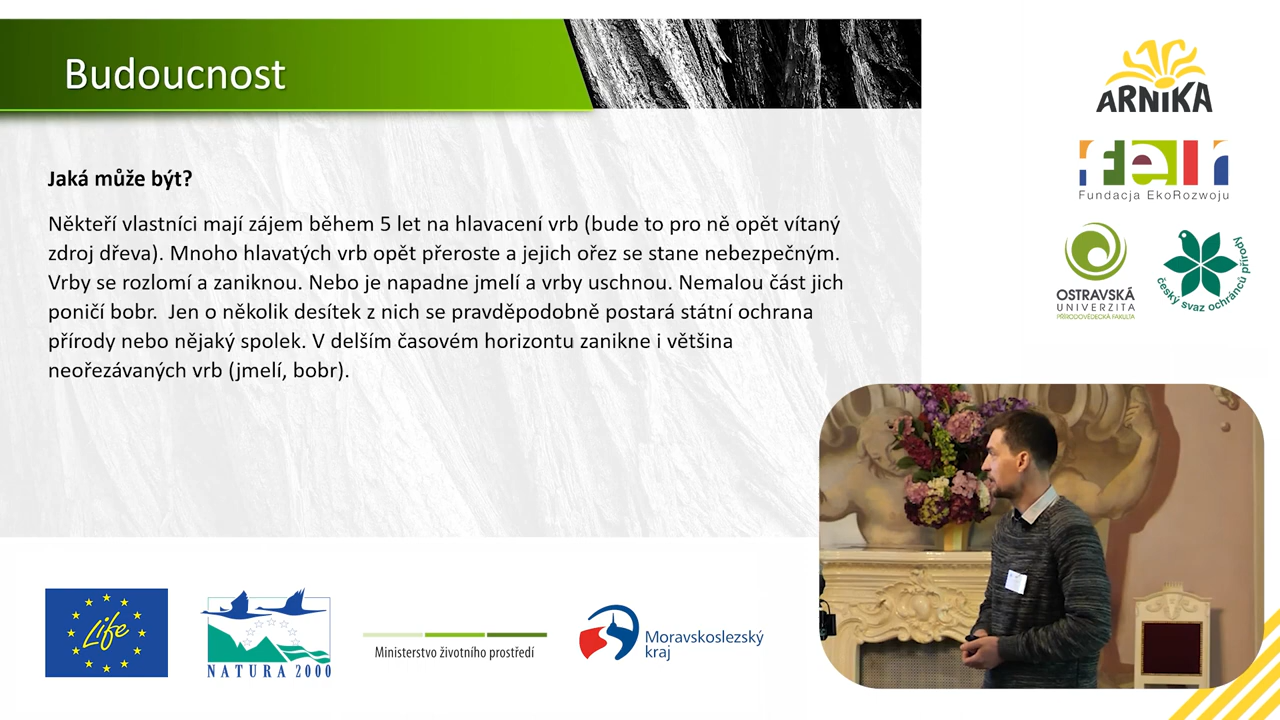 Budoucnost
Jaká může být?
Někteří vlastníci mají zájem během 5 let na hlavacení vrb (bude to pro ně opět vítaný
zdroj dřeva). Mnoho hlavatých vrb opět přeroste a jejich ořez se stane nebezpečným.
Vrby se rozlomí a zaniknou. Nebo je napadne jmelí a vrby uschnou. Nemalou část jich
poničí bobr. Jen o několik desítek z nich se pravděpodobně postará státní ochrana
přírody nebo nějaký spolek. V delším časovém horizontu zanikne i většina
neořezávaných vrb (jmelí, bobr).
ARNIKA
fer
Fundacja EkoRozwoju
OSTRAVSKÁ
UNIVERZITA
PŘÍRODOVĚDECKÁ FAKULTA
český svaz ochránců přírody
Life
NATURA 2000
Ministerstvo životního prostředí
Moravskoslezský
kraj